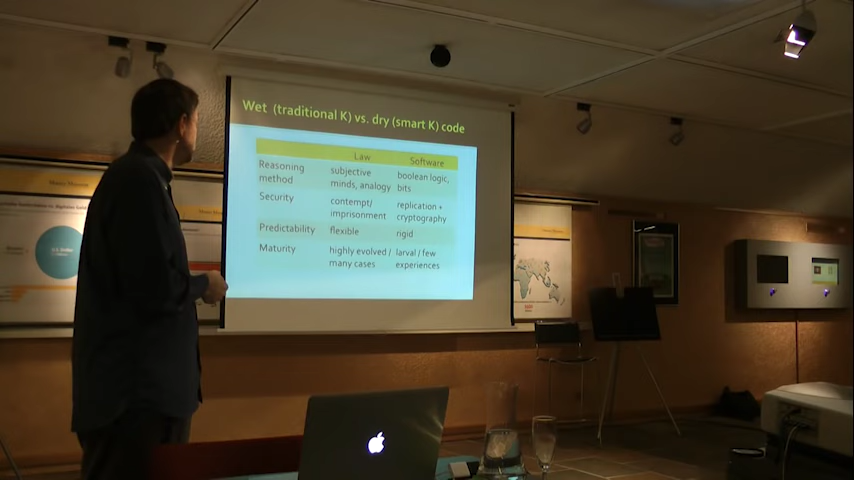 Wet (traditional K) vs. dry (smart K) code
Law Software
Reasoning method subjective minds, analogy boolean logic, bits
Security contempt/ imprisonment replication + cryptography
Predictability flexible rigid
Maturity highly evolved / many cases larval / few experiences